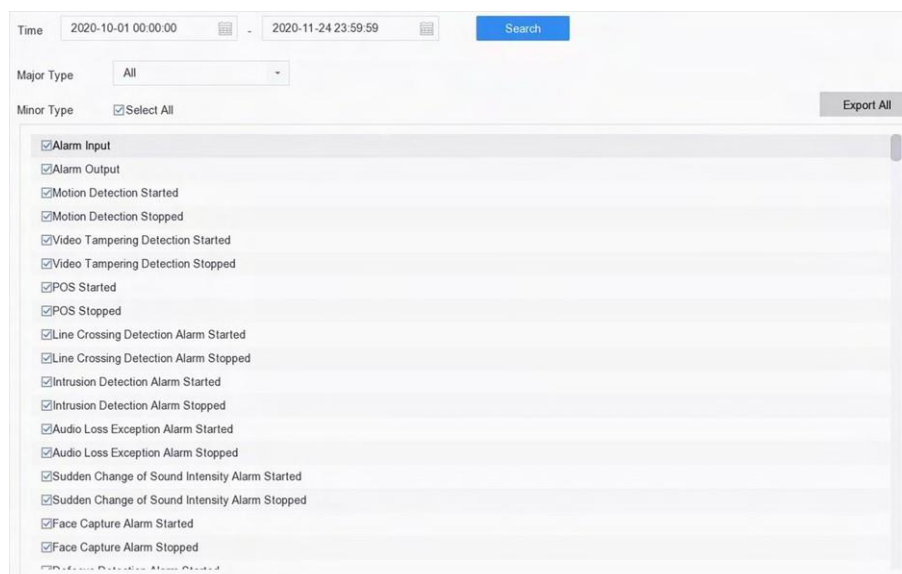 Time 2020-10-01 00:00:00 - 2020-11-24 23:59:59 Search
Major Type All
Minor Type Select All Export All
Alarm Input
Alarm Output
Motion Detection Started
Motion Detection Stopped
Video Tampering Detection Started
Video Tampering Detection Stopped
POS Started
POS Stopped
Line Crossing Detection Alarm Started
Line Crossing Detection Alarm Stopped
Intrusion Detection Alarm Started
Intrusion Detection Alarm Stopped
Audio Loss Exception Alarm Started
Audio Loss Exception Alarm Stopped
Sudden Change of Sound Intensity Alarm Started
Sudden Change of Sound Intensity Alarm Stopped
Face Capture Alarm Started
Face Capture Alarm Stopped
Defocus Detection Alarm Started